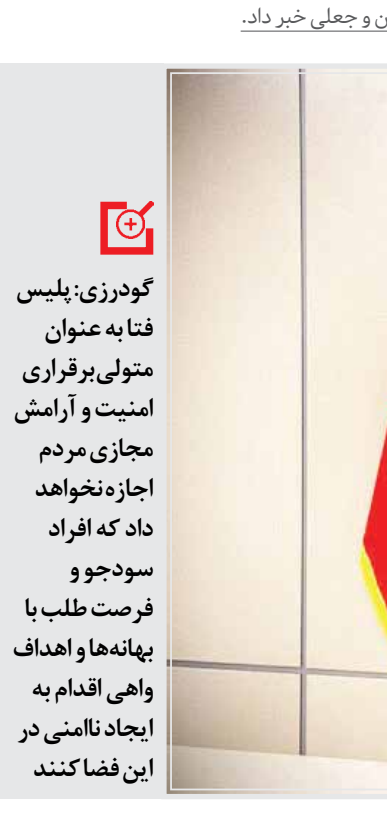 ن و جعلی خبر داد.
گودرزی: پلیس
فتا به عنوان
متولی برقراری
امنیت و آرامش
مجازی مردم
اجازه نخواهد
داد که افراد
سودجو و
فرصت طلب با
بهانه‌ها و اهداف
واهی اقدام به
ایجاد ناامنی در
این فضا کنند